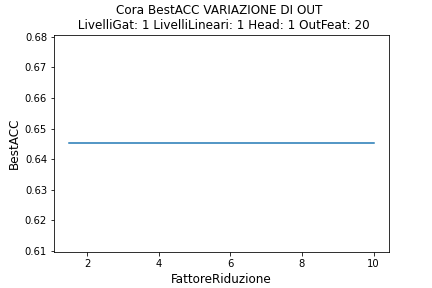 Cora BestACC VARIAZIONE DI OUT
LivelliGat: 1 LivelliLineari: 1 Head: 1 OutFeat: 20
0.68
0.67
0.66
0.65
0.64
0.63
0.62
0.61
BestACC
2 4 6 8 10
FattoreRiduzione